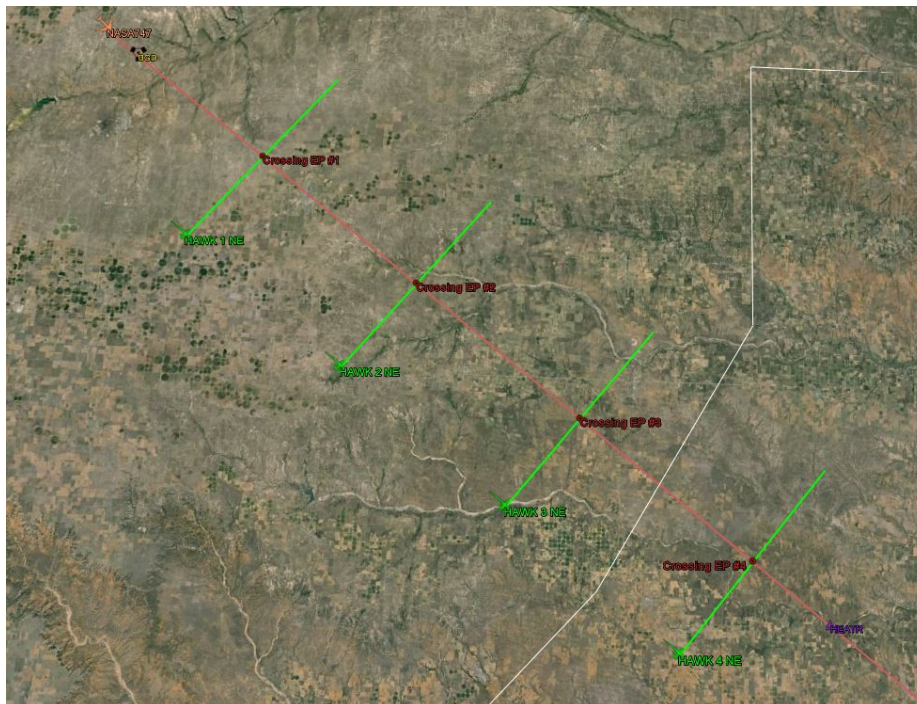 NASA747
Crossing EP #1
HAWK 1 NE
Crossing EP #2
HAWK 2 NE
Crossing EP #3
HAWK 3 NE
Crossing EP #4
HEATR
HAWK 4 NE